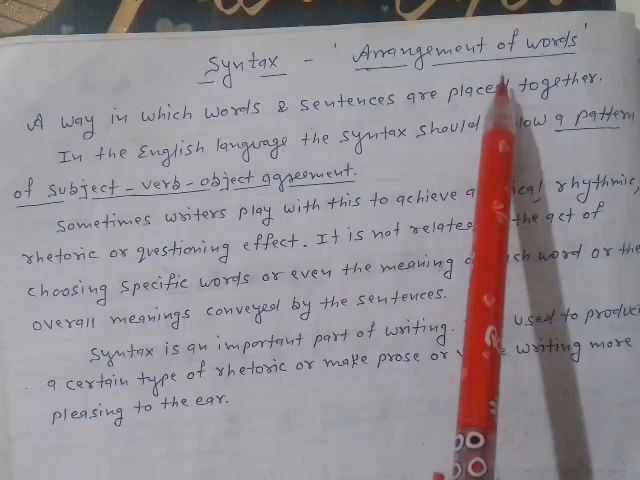 Syntax - 'Arrangement of words'
A way in which words & sentences are placed together.
In the English language the syntax should a pattern
of subject-verb-object agreement.
Sometimes writers play with this to achieve a rhythmic,
rhetoric or questioning effect. It is not related the act of
choosing specific words or even the meaning word or the
overall meanings conveyed by the sentences.
Syntax is an important part of writing. used to produce
a certain type of rhetoric or make prose or writing more
pleasing to the ear.